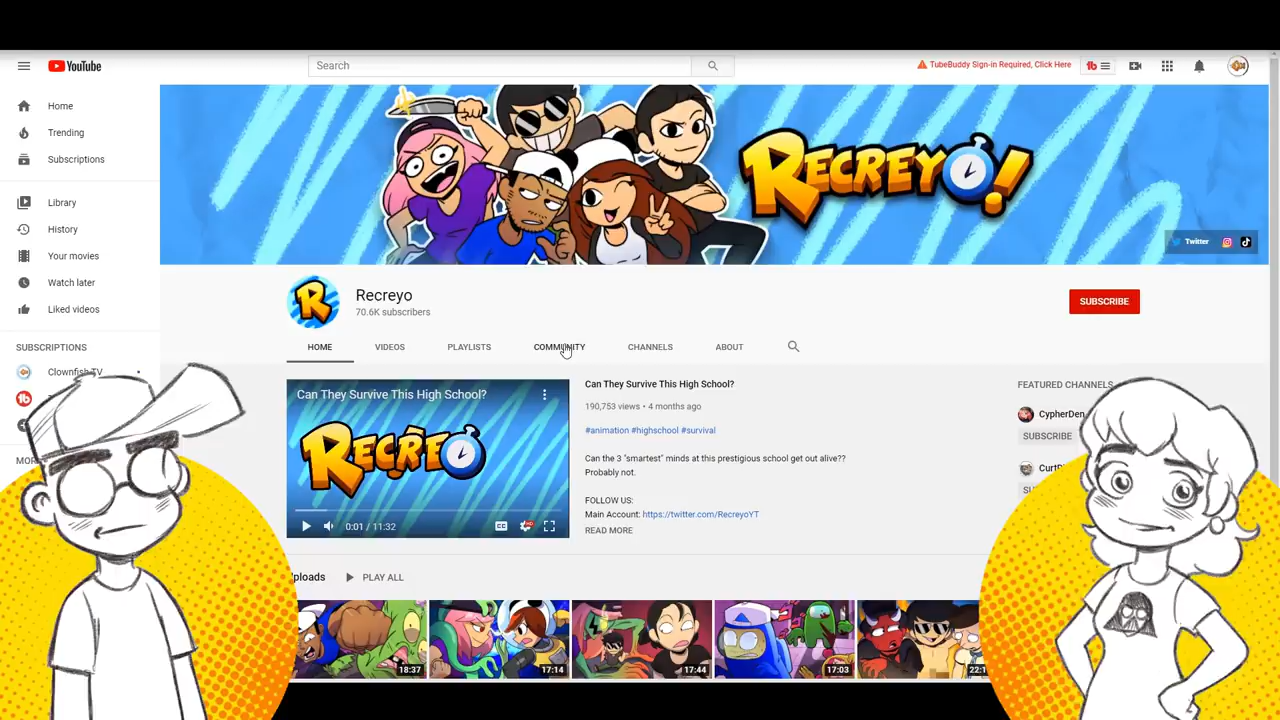 YouTube
Search
TubeBuddy Sign-in Required, Click Here
Home
Trending
Subscriptions
Library
History
Your movies
Watch later
Liked videos
SUBSCRIPTIONS
Clownfish TV
RECREYO!
Twitter
Recreyo
70.6K subscribers
SUBSCRIBE
HOME VIDEOS PLAYLISTS COMMUNITY CHANNELS ABOUT
Can They Survive This High School?
RECREYO
0:01 / 11:32
Can They Survive This High School?
190,753 views • 4 months ago
#animation #highschool #survival
Can the 3 "smartest" minds at this prestigious school get out alive??
Probably not.
FOLLOW US:
Main Account: https://twitter.com/RecreyoYT
READ MORE
FEATURED CHANNELS
CypherDen
SUBSCRIBE
PLAY ALL
18:37
17:14
17:44
17:03